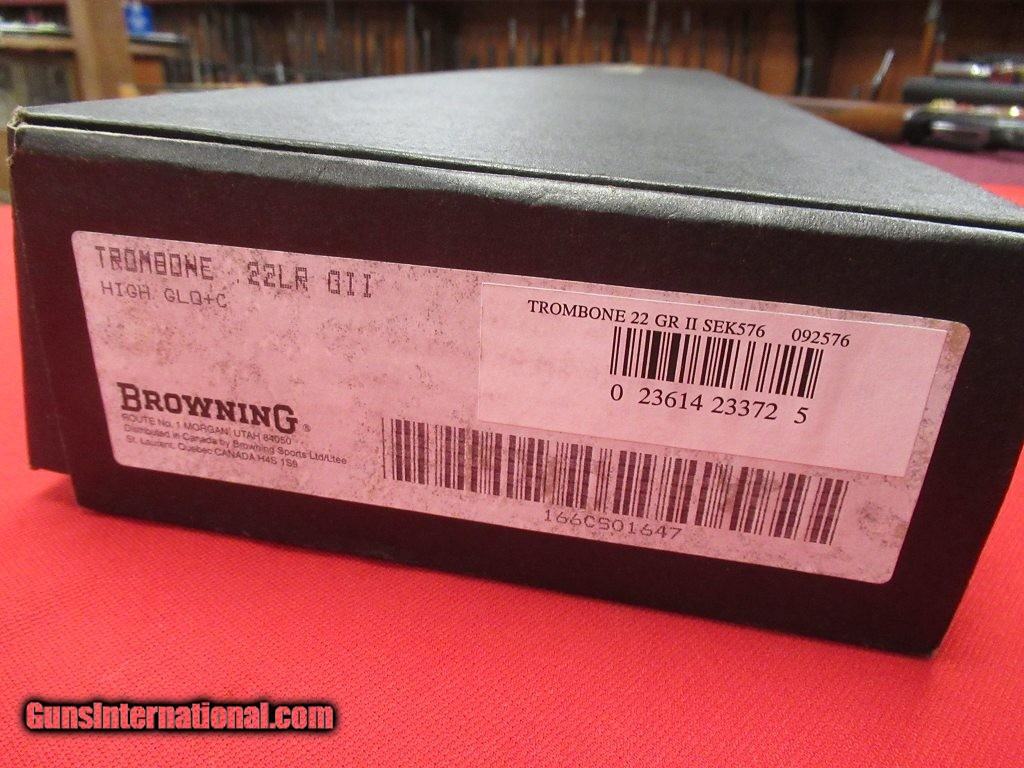 TROMBONE 22LR GII
HIGH GLO+C
TROMBONE 22 GR II SEK576 092576
0 23614 23372 5
BROWNING®
ROUTE No. 1 MORGAN, UTAH 84050
Distributed in Canada by Browning Sports Ltd/Ltee
St. Laurent, Quebec CANADA H4S 1S9
166CS01647
GunsInternational.com